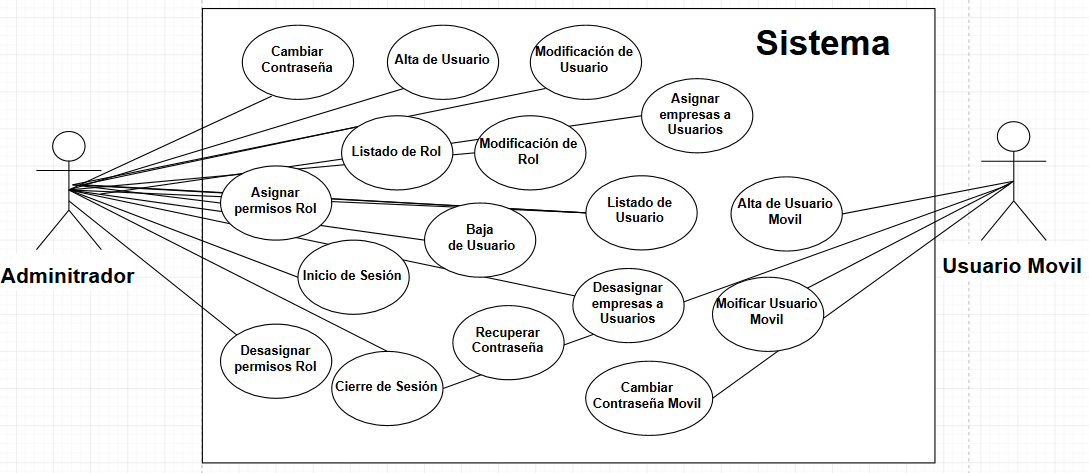 Sistema
Cambiar
Contraseña
Alta de Usuario
Modificación de
Usuario
Asignar
empresas a
Usuarios
Listado de Rol
Modificación de
Rol
Asignar
permisos Rol
Listado de
Usuario
Alta de Usuario
Movil
Baja
de Usuario
Adminitrador
Inicio de Sesión
Usuario Movil
Desasignar
empresas a
Usuarios
Moificar Usuario
Movil
Recuperar
Contraseña
Desasignar
permisos Rol
Cierre de Sesión
Cambiar
Contraseña Movil